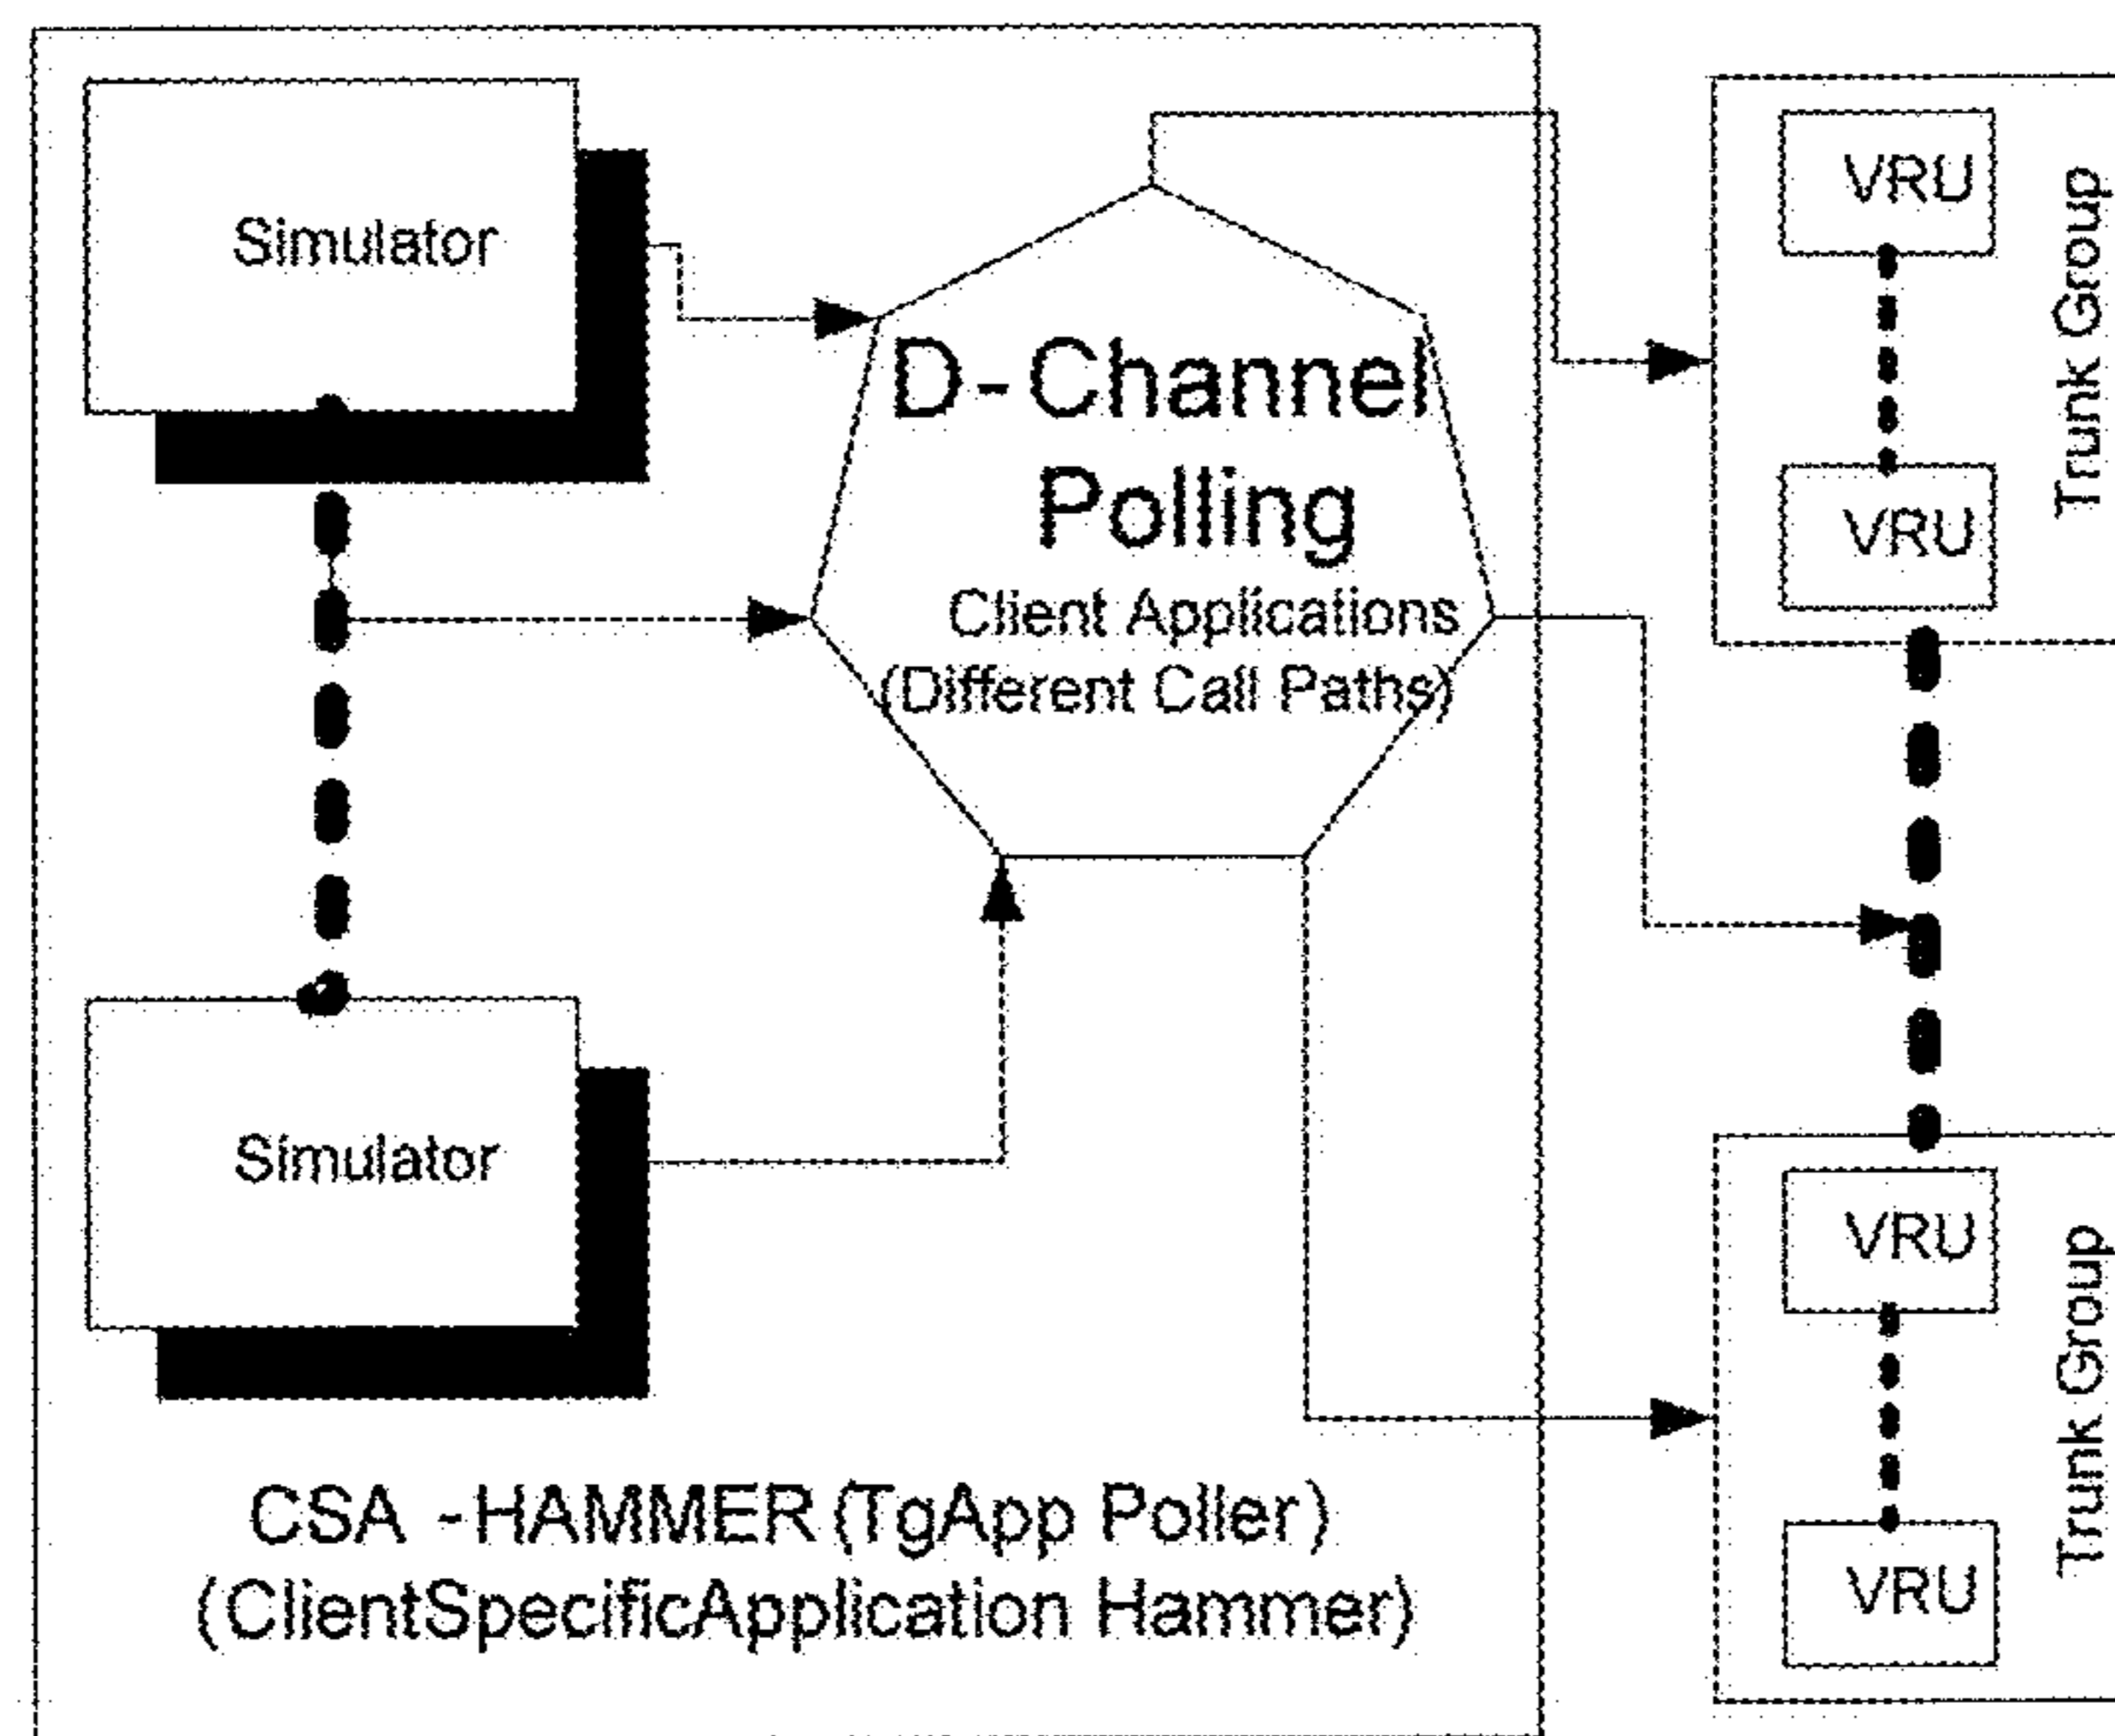 Simulator
D-Channel
Polling
Client Applications
(Different Call Paths)
Simulator
CSA -HAMMER (TgApp Poller)
(ClientSpecificApplication Hammer)
VRU
VRU
Trunk Group
VRU
VRU
Trunk Group